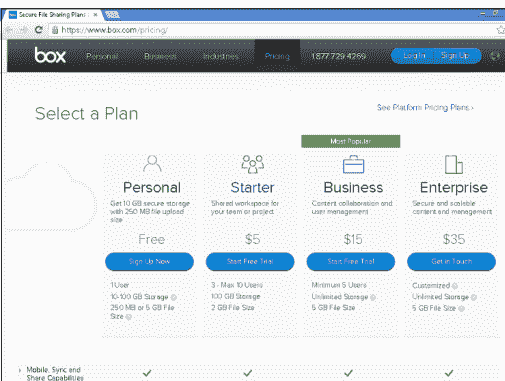 Secure File Sharing Plans
https://www.box.com/pricing/
box Personal Business Industries Pricing 1 877 729 4269 Log In Sign Up
Select a Plan
See Platform Pricing Plans ›
Most Popular
Personal Starter Business Enterprise
Get 10 GB secure storage Shared workspace for Content collaboration and Secure and scalable
with 250 MB file upload your team or project user management content and management
size
Free $5 $15 $35
Sign Up Now Start Free Trial Start Free Trial Get in Touch
1 User 3 - Max 10 Users Minimum 5 Users Customized
10-100 GB Storage 100 GB Storage Unlimited Storage Unlimited Storage
250 MB or 5 GB File 2 GB File Size 5 GB File Size 5 GB File Size
Size
› Mobile, Sync and
Share Capabilities